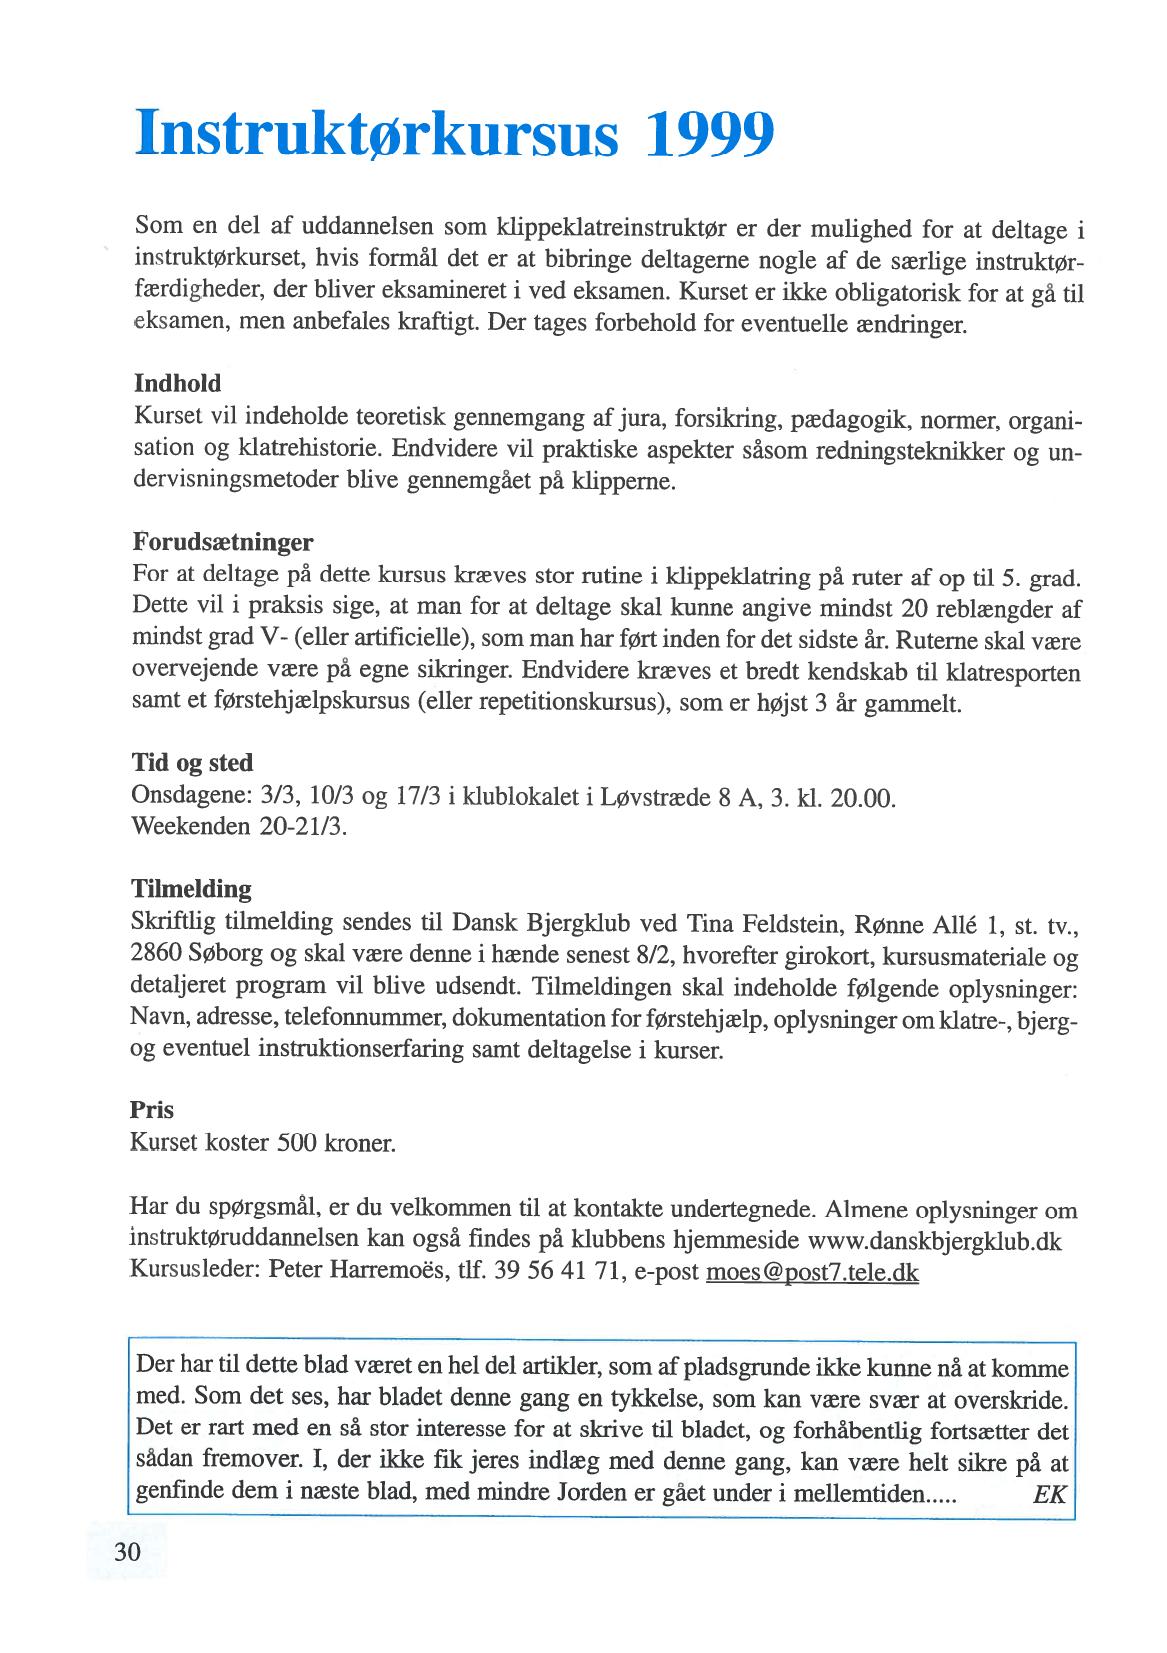 Instruktørkursus 1999
Som en del af uddannelsen som klippeklatreinstruktør er der mulighed for at deltage i
instruktørkurset, hvis formål det er at bibringe deltagerne nogle af de særlige instruktør-
færdigheder, der bliver eksamineret i ved eksamen. Kurset er ikke obligatorisk for at gå til
eksamen, men anbefales kraftigt. Der tages forbehold for eventuelle ændringer.
Indhold
Kurset vil indeholde teoretisk gennemgang af jura, forsikring, pædagogik, normer, organi-
sation og klatrehistorie. Endvidere vil praktiske aspekter såsom redningsteknikker og un-
dervisningsmetoder blive gennemgået på klipperne.
Forudsætninger
For at deltage på dette kursus kræves stor rutine i klippeklatring på ruter af op til 5. grad.
Dette vil i praksis sige, at man for at deltage skal kunne angive mindst 20 reblængder af
mindst grad V- (eller artificielle), som man har ført inden for det sidste år. Ruterne skal være
overvejende være på egne sikringer. Endvidere kræves et bredt kendskab til klatresporten
samt et førstehjælpskursus (eller repetitionskursus), som er højst 3 år gammelt.
Tid og sted
Onsdagene: 3/3, 10/3 og 17/3 i klublokalet i Løvstræde 8 A, 3. kl. 20.00.
Weekenden 20-21/3.
Tilmelding
Skriftlig tilmelding sendes til Dansk Bjergklub ved Tina Feldstein, Rønne Allé 1, st. tv.,
2860 Søborg og skal være denne i hænde senest 8/2, hvorefter girokort, kursusmateriale og
detaljeret program vil blive udsendt. Tilmeldingen skal indeholde følgende oplysninger:
Navn, adresse, telefonnummer, dokumentation for førstehjælp, oplysninger om klatre-, bjerg-
og eventuel instruktionserfaring samt deltagelse i kurser.
Pris
Kurset koster 500 kroner.
Har du spørgsmål, er du velkommen til at kontakte undertegnede. Almene oplysninger om
instruktøruddannelsen kan også findes på klubbens hjemmeside www.danskbjergklub.dk
Kursusleder: Peter Harremoës, tlf. 39 56 41 71, e-post moes@post7.tele.dk
Der har til dette blad været en hel del artikler, som af pladsgrunde ikke kunne nå at komme
med. Som det ses, har bladet denne gang en tykkelse, som kan være svær at overskride.
Det er rart med en så stor interesse for at skrive til bladet, og forhåbentlig fortsætter det
sådan fremover. I, der ikke fik jeres indlæg med denne gang, kan være helt sikre på at
genfinde dem i næste blad, med mindre Jorden er gået under i mellemtiden..... EK
30